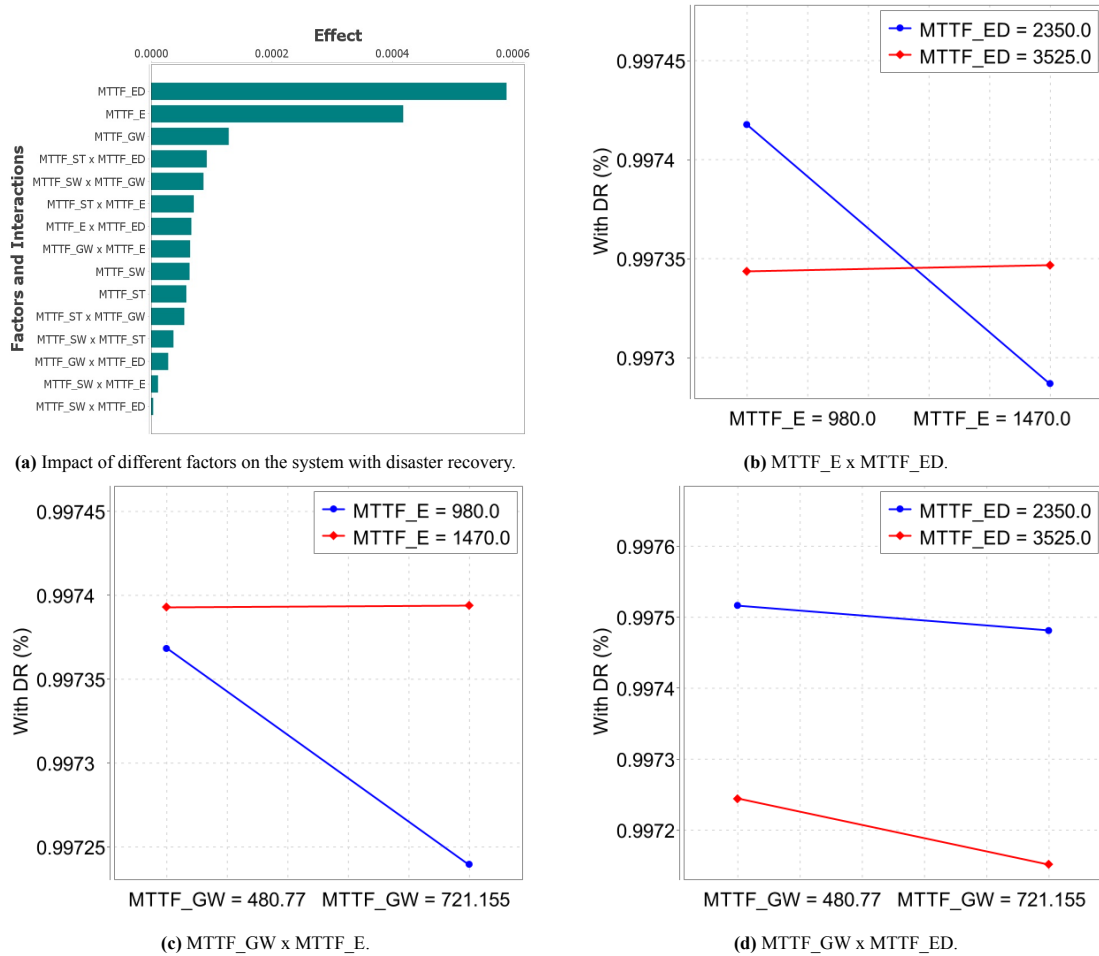 Effect
0.0000 0.0002 0.0004 0.0006
Factors and Interactions
MTTF_ED
MTTF_E
MTTF_GW
MTTF_ST x MTTF_ED
MTTF_SW x MTTF_GW
MTTF_ST x MTTF_E
MTTF_E x MTTF_ED
MTTF_GW x MTTF_E
MTTF_SW
MTTF_ST
MTTF_ST x MTTF_GW
MTTF_SW x MTTF_ST
MTTF_GW x MTTF_ED
MTTF_SW x MTTF_E
MTTF_SW x MTTF_ED
(a) Impact of different factors on the system with disaster recovery.
MTTF_ED = 2350.0
MTTF_ED = 3525.0
With DR (%)
0.997445
0.9974
0.997335
0.9973
MTTF_E = 980.0 MTTF_E = 1470.0
(b) MTTF_E x MTTF_ED.
MTTF_E = 980.0
MTTF_E = 1470.0
With DR (%)
0.99745
0.9974
0.99735
0.9973
0.99725
MTTF_GW = 480.77 MTTF_GW = 721.155
(c) MTTF_GW x MTTF_E.
MTTF_ED = 2350.0
MTTF_ED = 3525.0
With DR (%)
0.9976
0.9975
0.9974
0.9973
0.9972
MTTF_GW = 480.77 MTTF_GW = 721.155
(d) MTTF_GW x MTTF_ED.